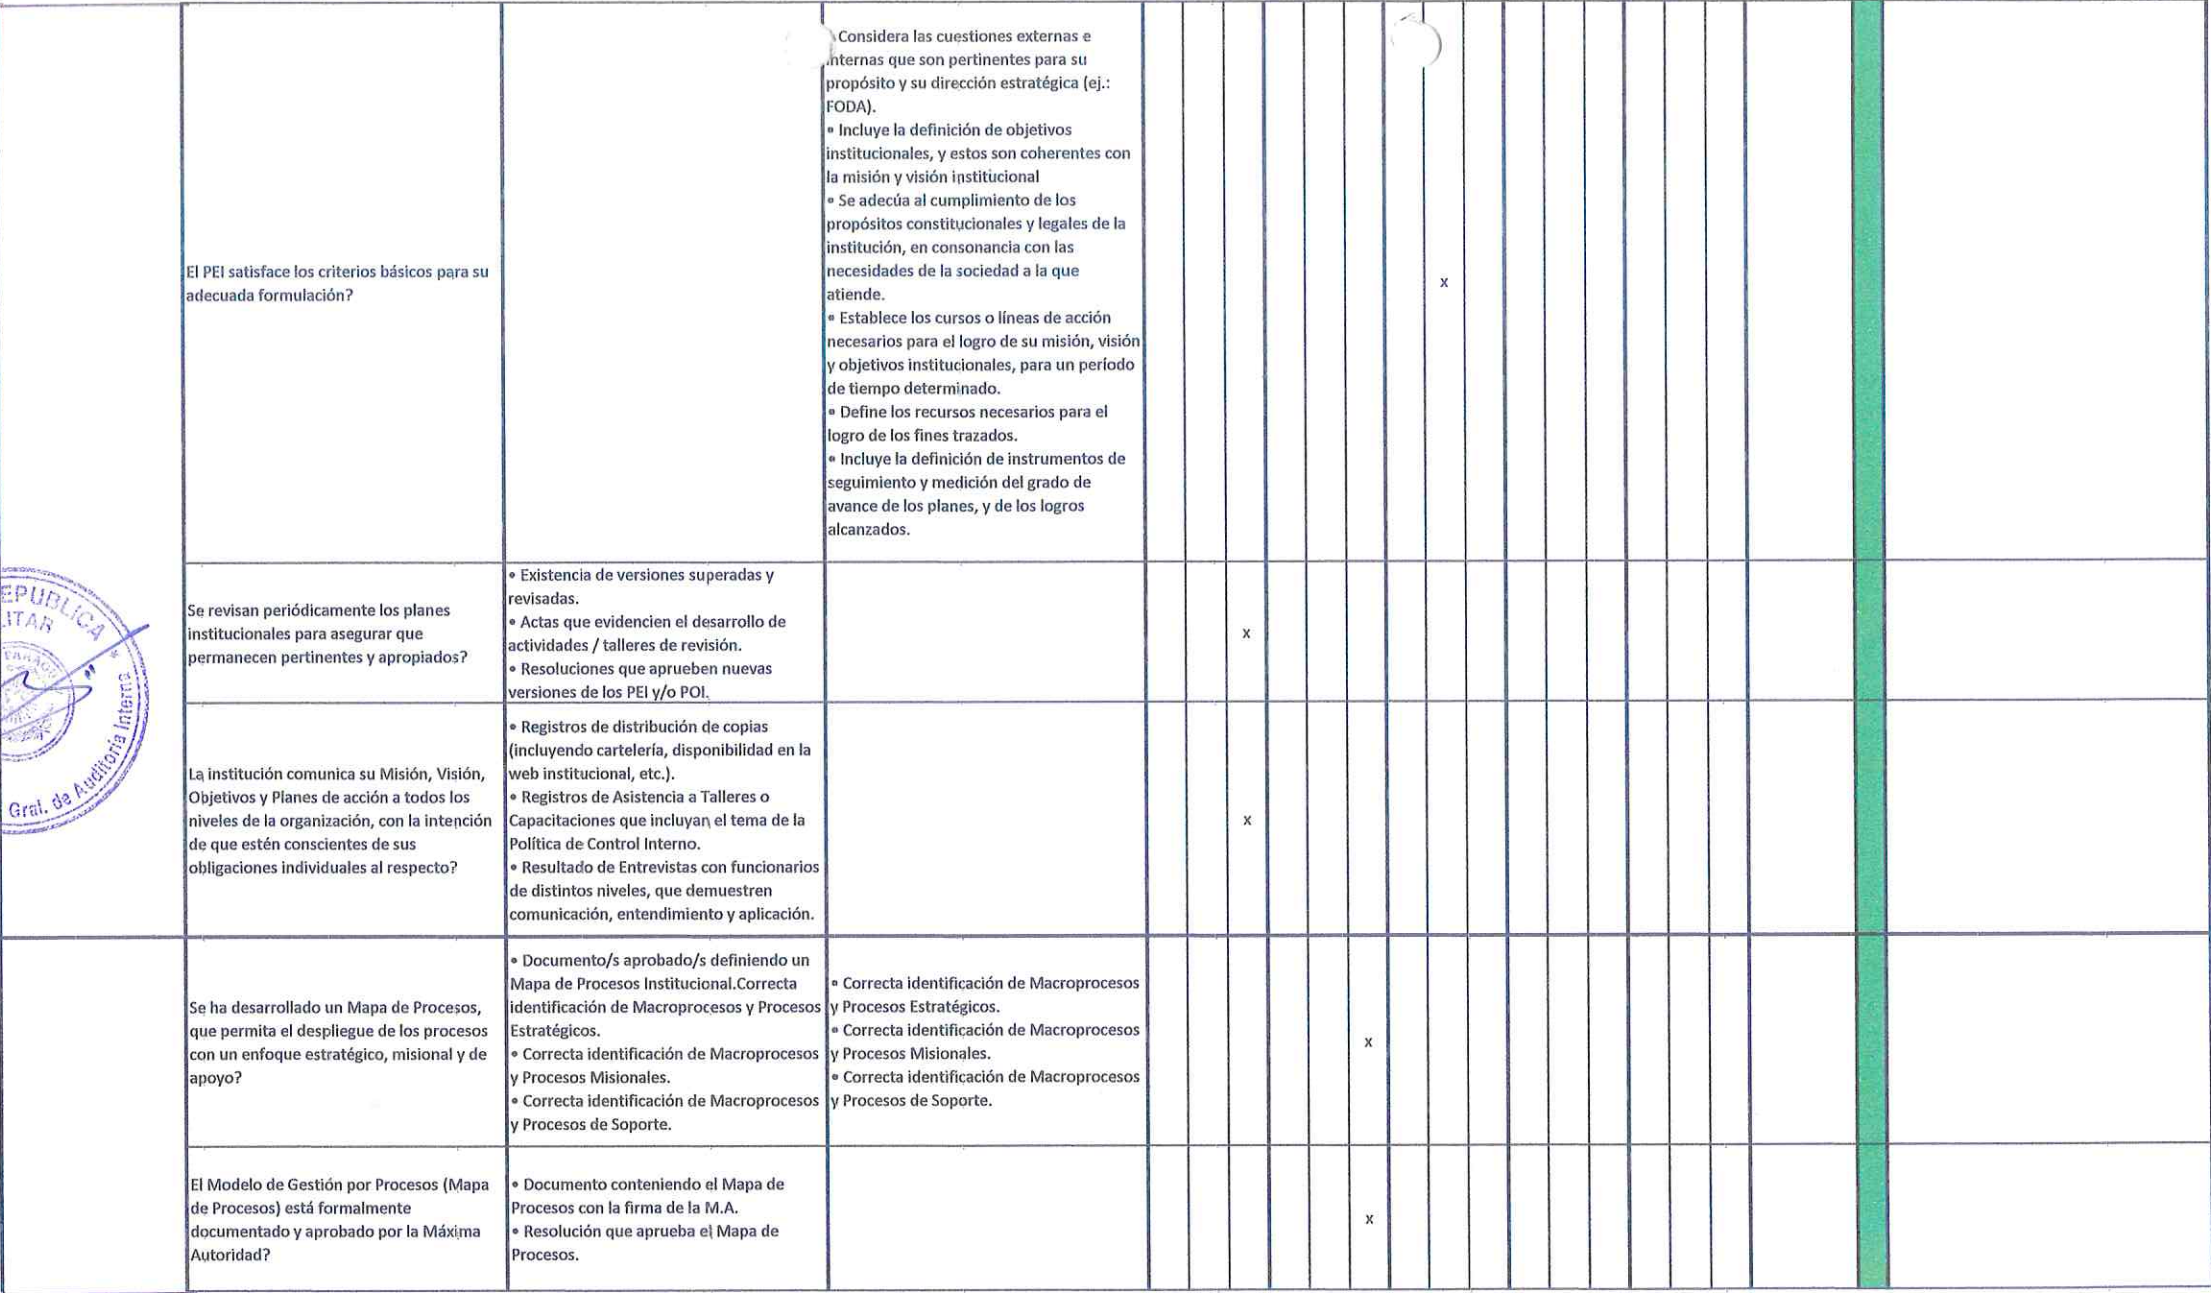 El PEI satisface los criterios básicos para su
adecuada formulación?
Considera las cuestiones externas e
internas que son pertinentes para su
propósito y su dirección estratégica (ej.:
FODA).
• Incluye la definición de objetivos
institucionales, y estos son coherentes con
la misión y visión institucional
• Se adecúa al cumplimiento de los
propósitos constitucionales y legales de la
institución, en consonancia con las
necesidades de la sociedad a la que
atiende.
• Establece los cursos o líneas de acción
necesarios para el logro de su misión, visión
y objetivos institucionales, para un período
de tiempo determinado.
• Define los recursos necesarios para el
logro de los fines trazados.
• Incluye la definición de instrumentos de
seguimiento y medición del grado de
avance de los planes, y de los logros
alcanzados.
x
Se revisan periódicamente los planes
institucionales para asegurar que
permanecen pertinentes y apropiados?
• Existencia de versiones superadas y
revisadas.
• Actas que evidencien el desarrollo de
actividades / talleres de revisión.
• Resoluciones que aprueben nuevas
versiones de los PEI y/o POI.
x
La institución comunica su Misión, Visión,
Objetivos y Planes de acción a todos los
niveles de la organización, con la intención
de que estén conscientes de sus
obligaciones individuales al respecto?
• Registros de distribución de copias
(incluyendo cartelería, disponibilidad en la
web institucional, etc.).
• Registros de Asistencia a Talleres o
Capacitaciones que incluyan el tema de la
Política de Control Interno.
• Resultado de Entrevistas con funcionarios
de distintos niveles, que demuestren
comunicación, entendimiento y aplicación.
x
Se ha desarrollado un Mapa de Procesos,
que permita el despliegue de los procesos
con un enfoque estratégico, misional y de
apoyo?
• Documento/s aprobado/s definiendo un
Mapa de Procesos Institucional.Correcta
identificación de Macroprocesos y Procesos
Estratégicos.
• Correcta identificación de Macroprocesos
y Procesos Misionales.
• Correcta identificación de Macroprocesos
y Procesos de Soporte.
• Correcta identificación de Macroprocesos
y Procesos Estratégicos.
• Correcta identificación de Macroprocesos
y Procesos Misionales.
• Correcta identificación de Macroprocesos
y Procesos de Soporte.
x
El Modelo de Gestión por Procesos (Mapa
de Procesos) está formalmente
documentado y aprobado por la Máxima
Autoridad?
• Documento conteniendo el Mapa de
Procesos con la firma de la M.A.
• Resolución que aprueba el Mapa de
Procesos.
x
EPUBLICA *
LITAR
Gral. de Auditoría Interna